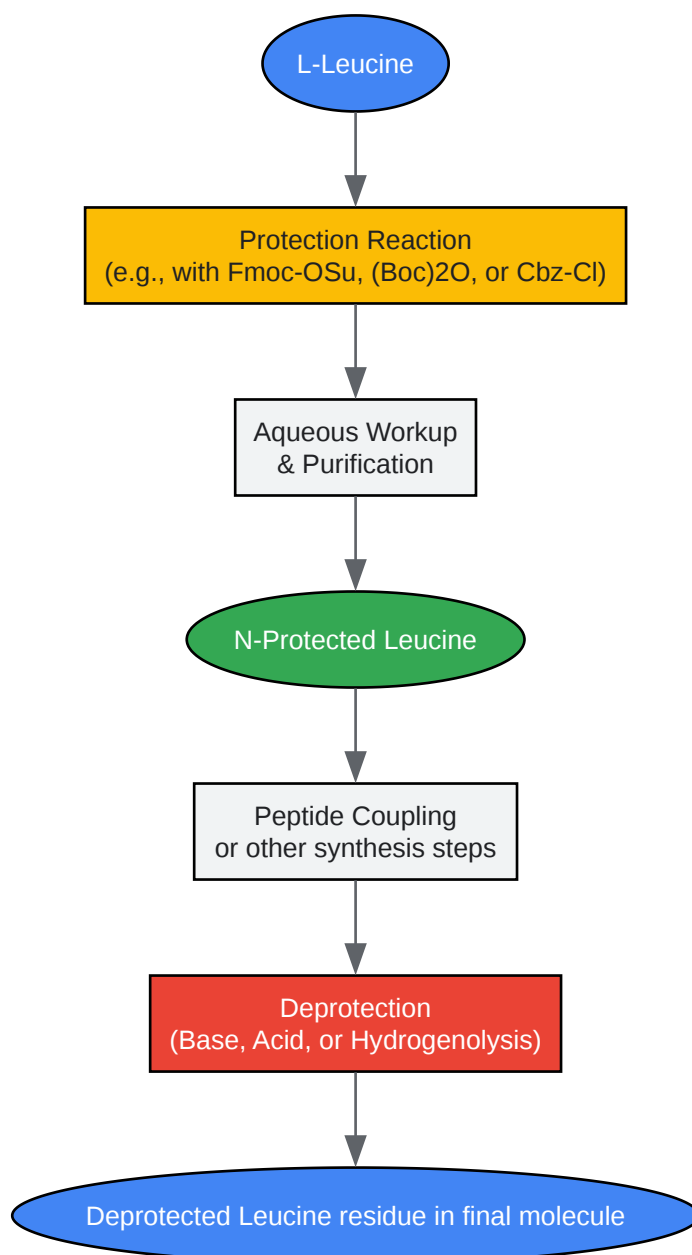 L-Leucine
Protection Reaction
(e.g., with Fmoc-OSu, (Boc)2O, or Cbz-Cl)
Aqueous Workup
& Purification
N-Protected Leucine
Peptide Coupling
or other synthesis steps
Deprotection
(Base, Acid, or Hydrogenolysis)
Deprotected Leucine residue in final molecule